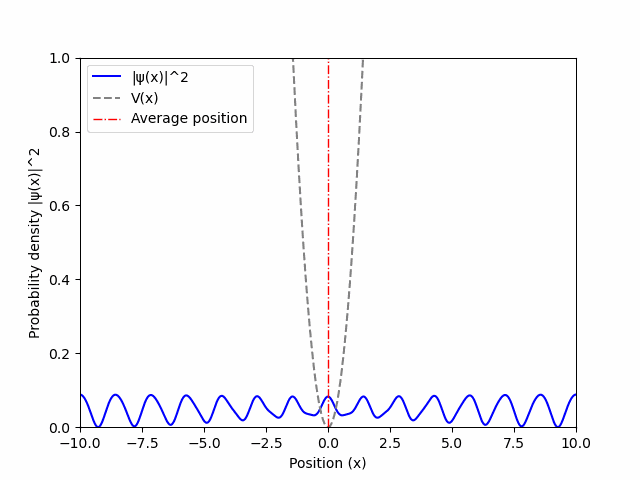 1.0
0.8
0.6
0.4
0.2
0.0
Probability density |ψ(x)|^2
|ψ(x)|^2
V(x)
Average position
−10.0 −7.5 −5.0 −2.5 0.0 2.5 5.0 7.5 10.0
Position (x)